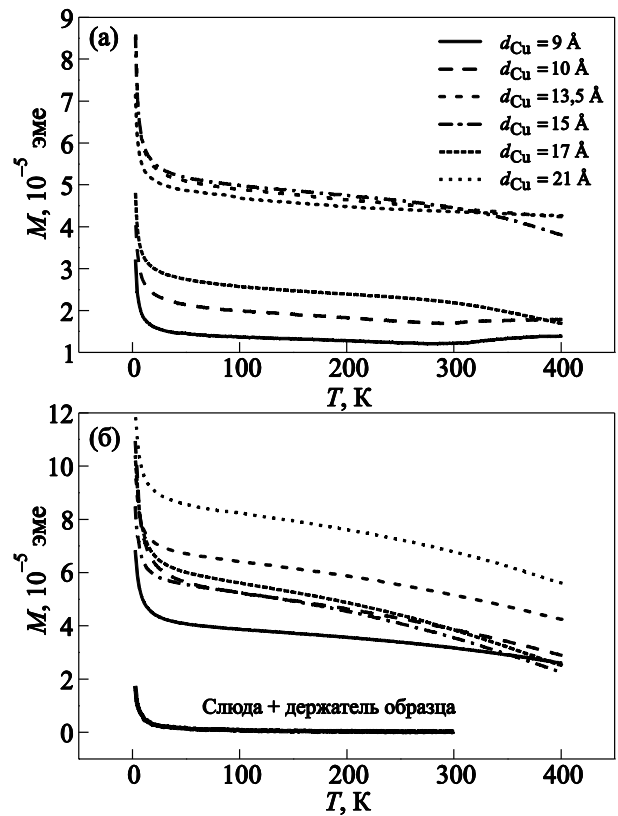 (а)
9
8
7
6
5
4
3
2
1
M, 10⁻⁵ эме
d_Cu = 9 Å
d_Cu = 10 Å
d_Cu = 13,5 Å
d_Cu = 15 Å
d_Cu = 17 Å
d_Cu = 21 Å
0 100 200 300 400
T, К
(б)
12
10
8
6
4
2
0
M, 10⁻⁵ эме
Слюда + держатель образца
0 100 200 300 400
T, К